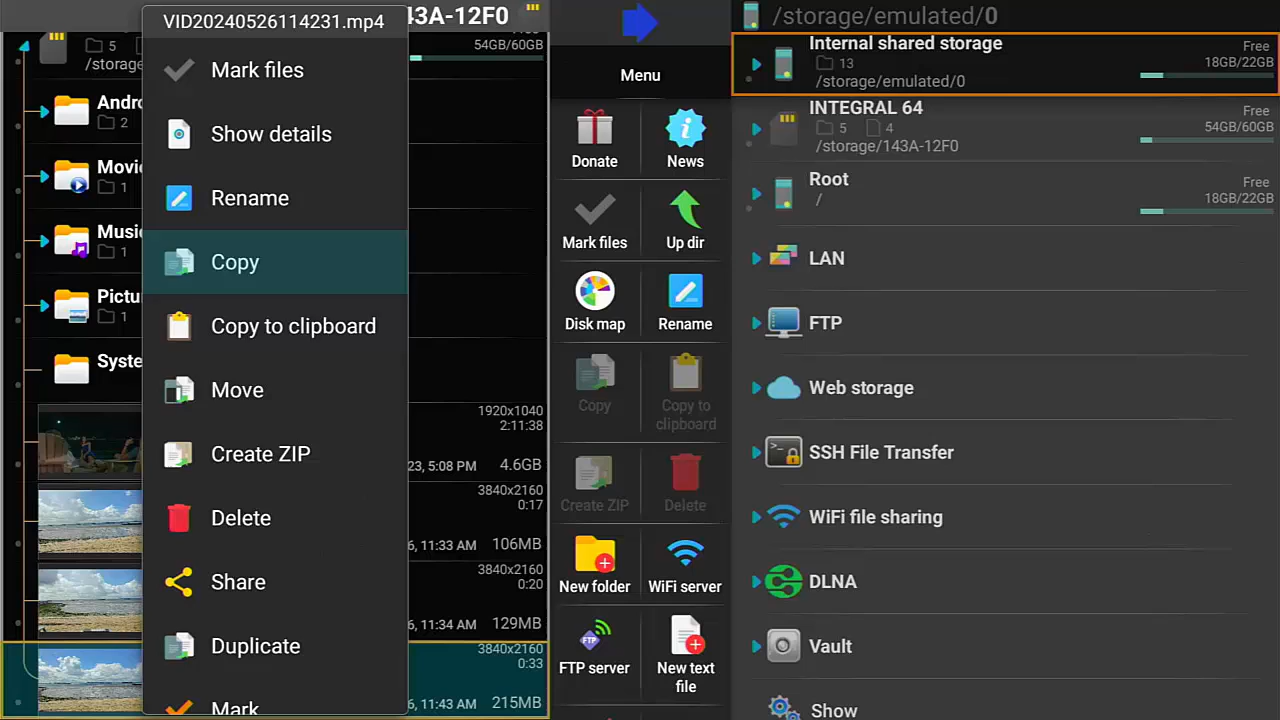 VID20240526114231.mp4
Mark files
Show details
Rename
Copy
Copy to clipboard
Move
Create ZIP
Delete
Share
Duplicate
Mark
43A-12F0
5
/storage
54GB/60GB
Andro
2
Movi
1
Musi
1
Pictu
1
Syste
1920x1040
2:11:38
23, 5:08 PM 4.6GB
3840x2160
0:17
6, 11:33 AM 106MB
3840x2160
0:20
6, 11:34 AM 129MB
3840x2160
0:33
6, 11:43 AM 215MB
Menu
Donate
News
Mark files
Up dir
Disk map
Rename
Copy
Copy to
clipboard
Create ZIP
Delete
New folder
WiFi server
FTP
FTP server
New text
file
/storage/emulated/0
Internal shared storage
13
/storage/emulated/0
Free
18GB/22GB
INTEGRAL 64
5 4
/storage/143A-12F0
Free
54GB/60GB
Root
/
Free
18GB/22GB
LAN
FTP
Web storage
SSH File Transfer
WiFi file sharing
DLNA
Vault
Show